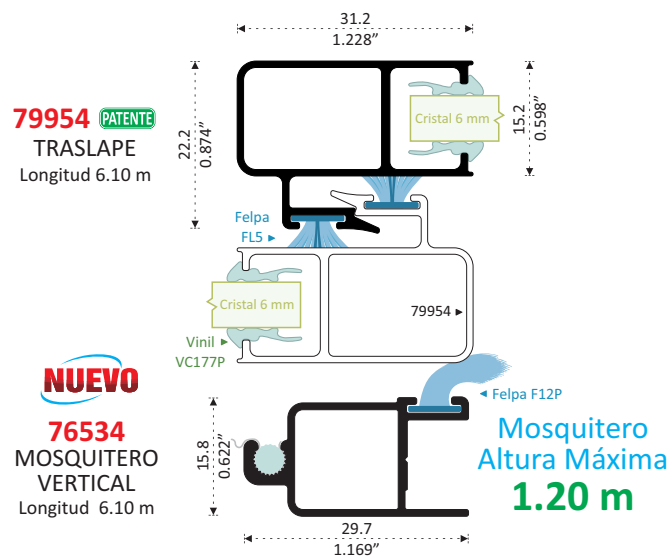 31.2
1.228”
79954 PATENTE
TRASLAPE
Longitud 6.10 m
22.2
0.874”
Cristal 6 mm
15.2
0.598”
Felpa
FL5
Cristal 6 mm
79954
Vinil
VC177P
NUEVO
76534
MOSQUITERO
VERTICAL
Longitud 6.10 m
15.8
0.622”
Felpa F12P
Mosquitero
Altura Máxima
1.20 m
29.7
1.169”